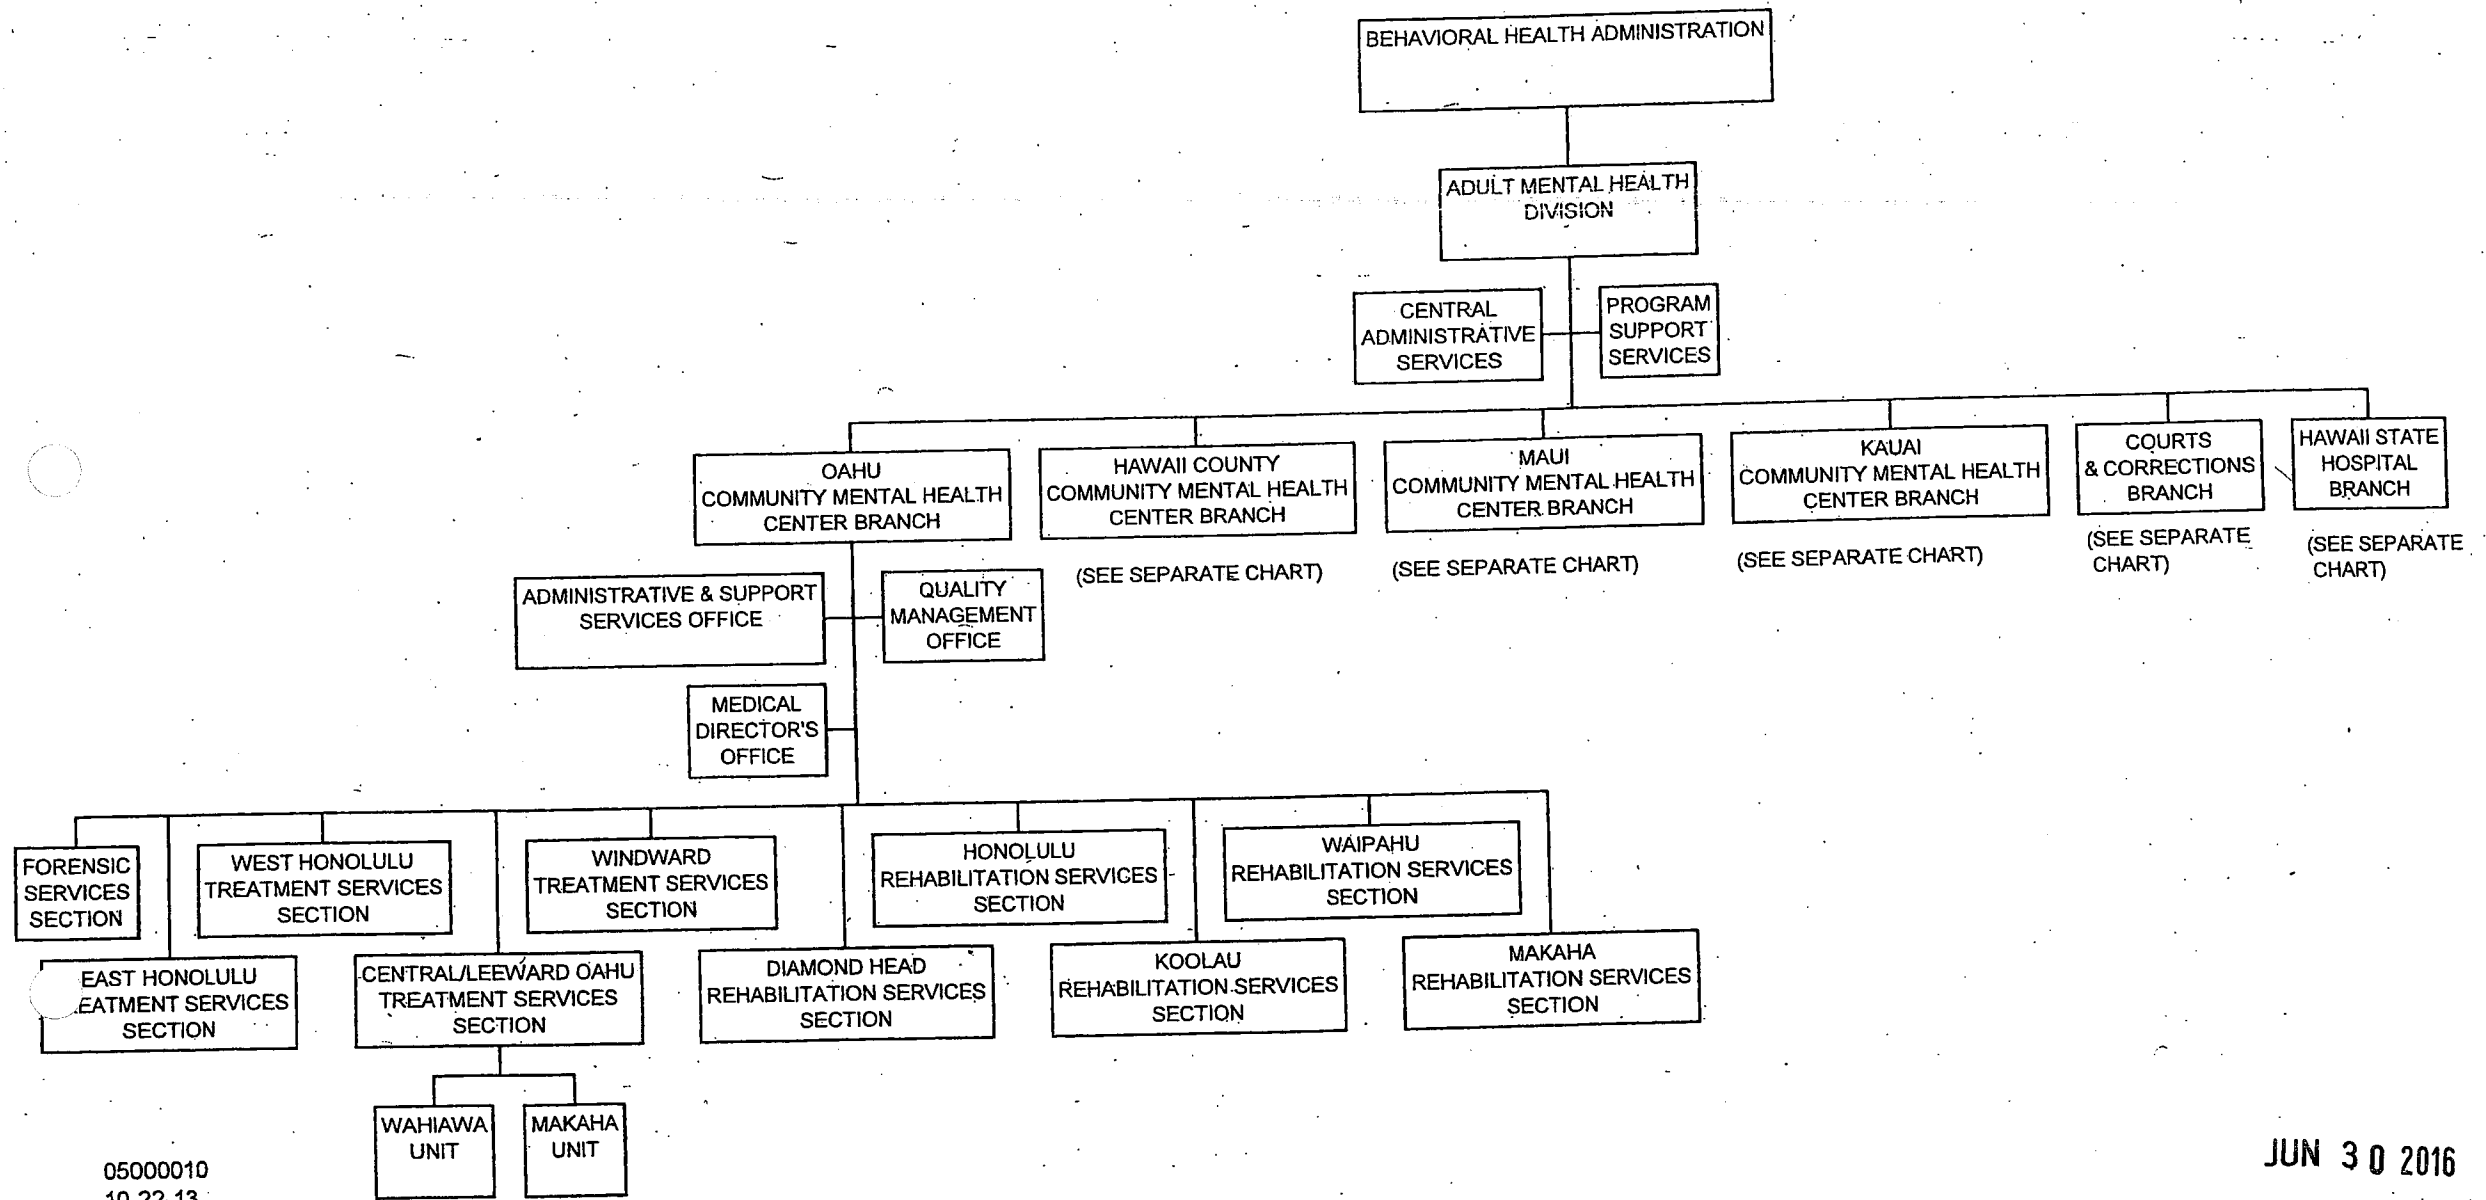 BEHAVIORAL HEALTH ADMINISTRATION
ADULT MENTAL HEALTH
DIVISION
CENTRAL
ADMINISTRATIVE
SERVICES
PROGRAM
SUPPORT
SERVICES
OAHU
COMMUNITY MENTAL HEALTH
CENTER BRANCH
HAWAII COUNTY
COMMUNITY MENTAL HEALTH
CENTER BRANCH
(SEE SEPARATE CHART)
MAUI
COMMUNITY MENTAL HEALTH
CENTER BRANCH
(SEE SEPARATE CHART)
KAUAI
COMMUNITY MENTAL HEALTH
CENTER BRANCH
(SEE SEPARATE CHART)
COURTS
& CORRECTIONS
BRANCH
(SEE SEPARATE
CHART)
HAWAII STATE
HOSPITAL
BRANCH
(SEE SEPARATE
CHART)
ADMINISTRATIVE & SUPPORT
SERVICES OFFICE
QUALITY
MANAGEMENT
OFFICE
MEDICAL
DIRECTOR'S
OFFICE
FORENSIC
SERVICES
SECTION
WEST HONOLULU
TREATMENT SERVICES
SECTION
WINDWARD
TREATMENT SERVICES
SECTION
HONOLULU
REHABILITATION SERVICES
SECTION
WAIPAHU
REHABILITATION SERVICES
SECTION
EAST HONOLULU
EATMENT SERVICES
SECTION
CENTRAL/LEEWARD OAHU
TREATMENT SERVICES
SECTION
DIAMOND HEAD
REHABILITATION SERVICES
SECTION
KOOLAU
REHABILITATION SERVICES
SECTION
MAKAHA
REHABILITATION SERVICES
SECTION
WAHIAWA
UNIT
MAKAHA
UNIT
05000010
10 22 13
JUN 30 2016